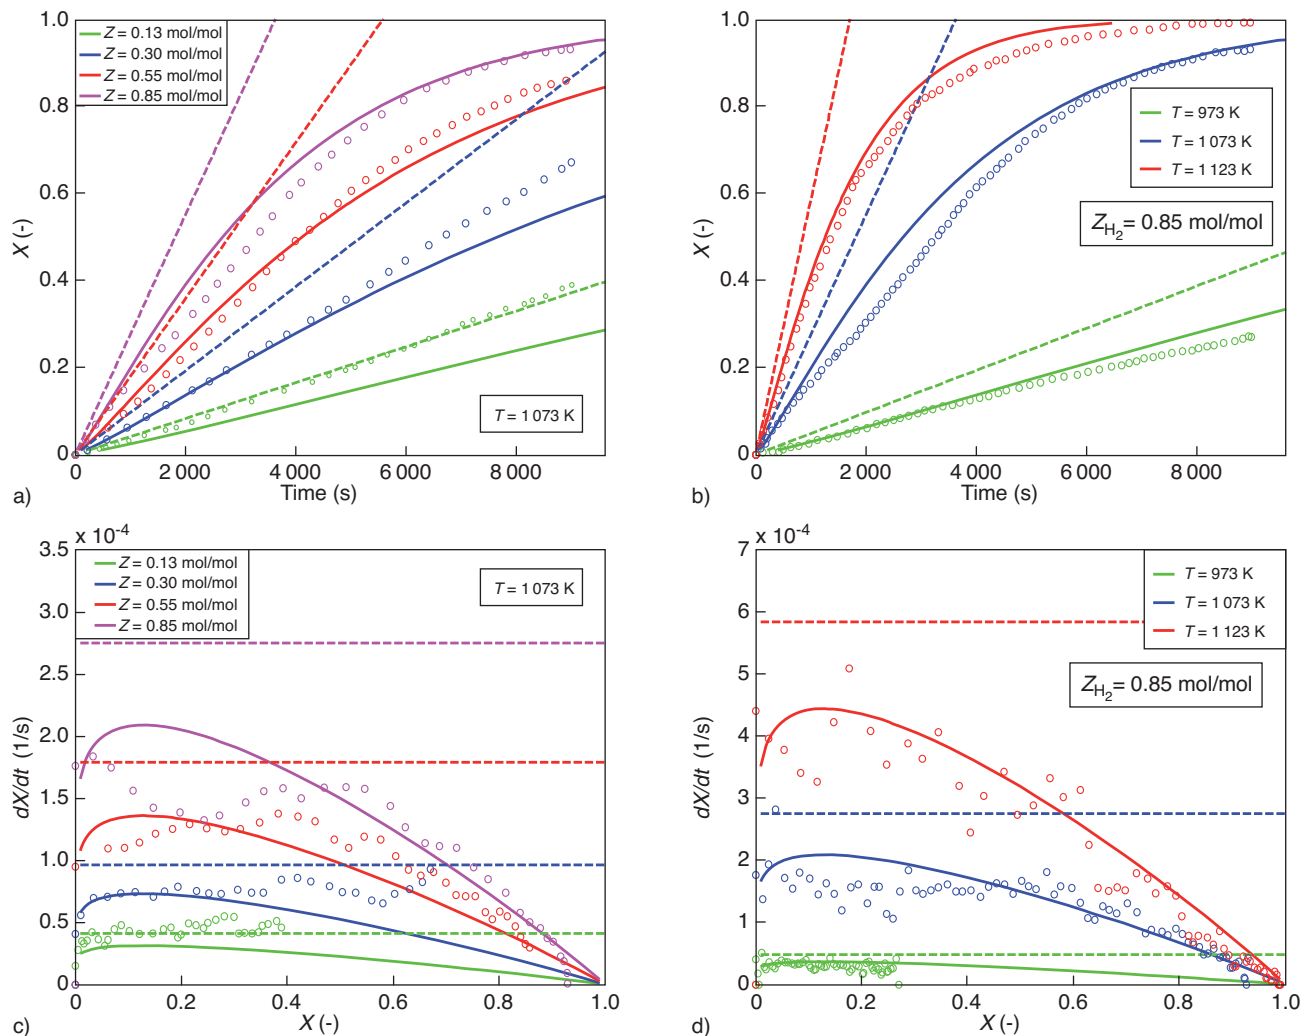 1.0
0.8
0.6
0.4
0.2
0
X (-)
Z = 0.13 mol/mol
Z = 0.30 mol/mol
Z = 0.55 mol/mol
Z = 0.85 mol/mol
T = 1 073 K
2 000
4 000
6 000
8 000
Time (s)
a)
1.0
0.8
0.6
0.4
0.2
0
X (-)
T = 973 K
T = 1 073 K
T = 1 123 K
Z_H₂ = 0.85 mol/mol
0
2 000
4 000
6 000
8 000
Time (s)
b)
x 10⁻⁴
3.5
3.0
2.5
2.0
1.5
1.0
0.5
0
dX/dt (1/s)
Z = 0.13 mol/mol
Z = 0.30 mol/mol
Z = 0.55 mol/mol
Z = 0.85 mol/mol
T = 1 073 K
0
0.2
0.4
0.6
0.8
1.0
X (-)
c)
x 10⁻⁴
7
6
5
4
3
2
1
0
dX/dt (1/s)
T = 973 K
T = 1 073 K
T = 1 123 K
Z_H₂ = 0.85 mol/mol
0
0.2
0.4
0.6
0.8
1.0
X (-)
d)